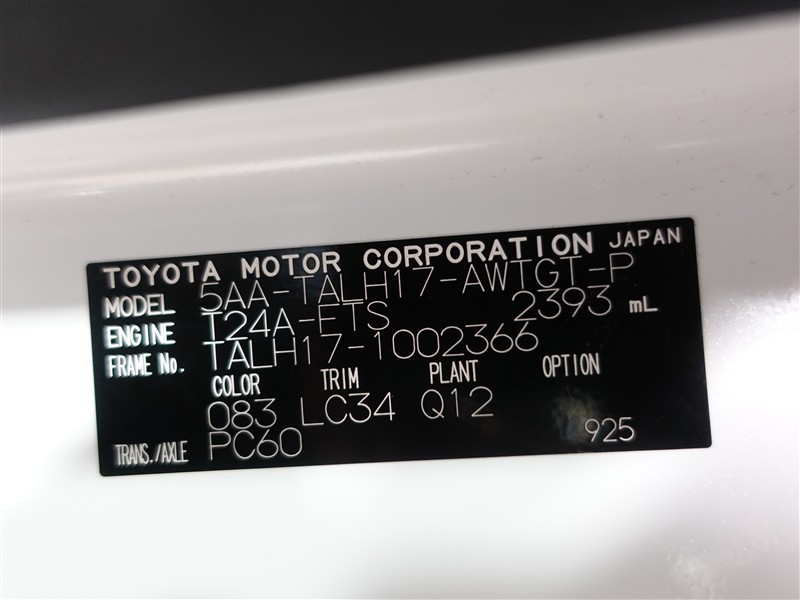 TOYOTA MOTOR CORPORATION JAPAN
MODEL 5AA-TALH17-AWTGT-P
ENGINE T24A-FTS 2393 mL
FRAME No. TALH17-1002366
COLOR TRIM PLANT OPTION
083 LC34 Q12
TRANS./AXLE PC60 925